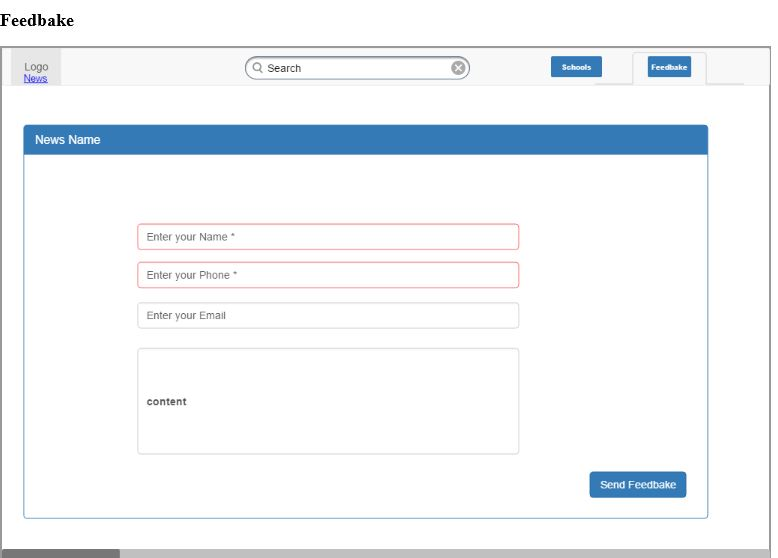 Feedbake
Logo
News
Search
Schools
Feedbake
News Name
Enter your Name *
Enter your Phone *
Enter your Email
content
Send Feedbake